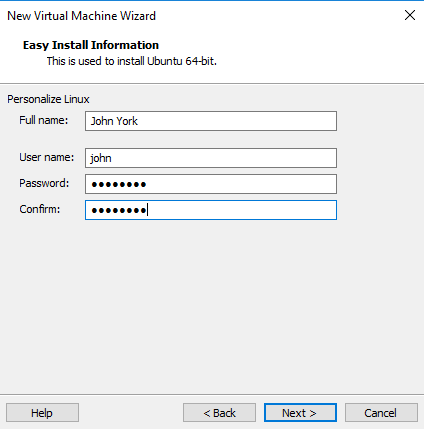 New Virtual Machine Wizard
Easy Install Information
This is used to install Ubuntu 64-bit.
Personalize Linux
Full name: John York
User name: john
Password: ●●●●●●●●
Confirm: ●●●●●●●●
Help < Back Next > Cancel